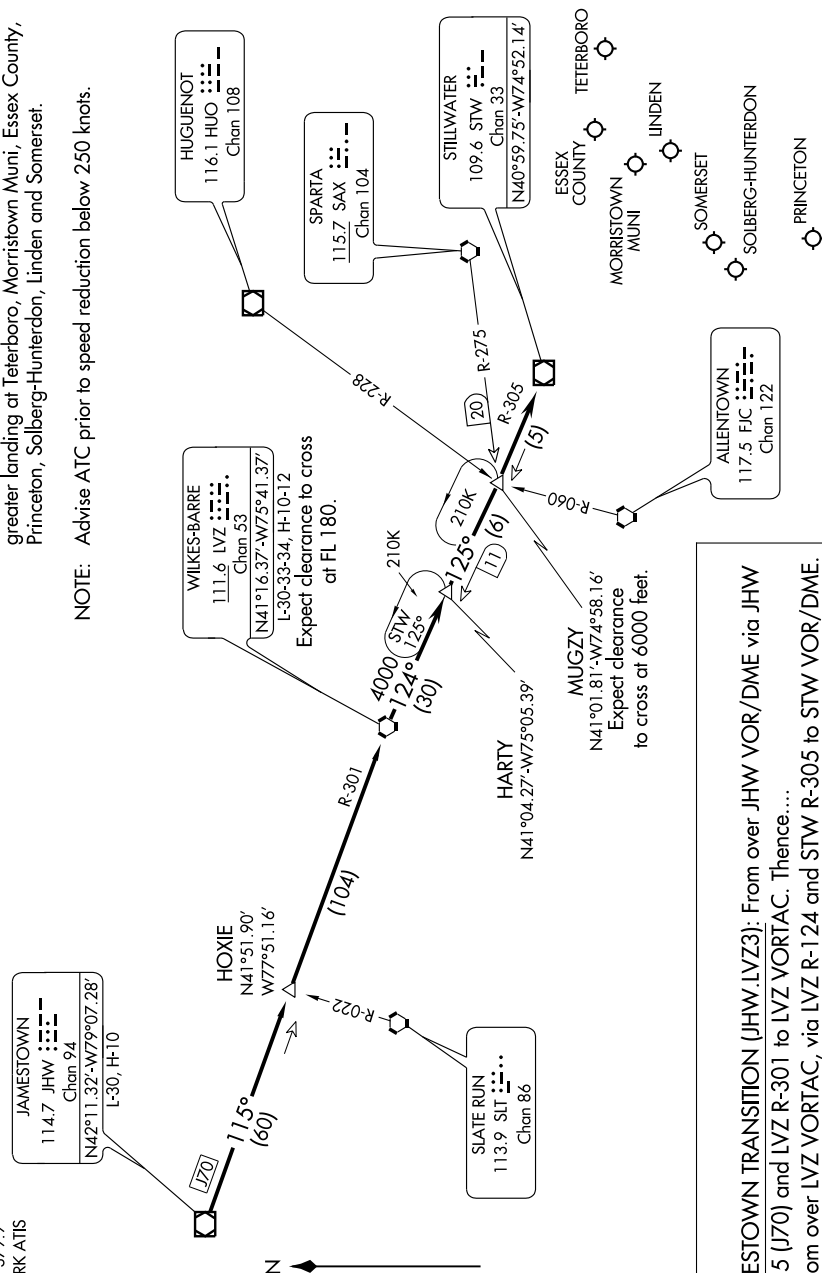 greater landing at Teterboro, Morristown Muni, Essex County,
Princeton, Solberg-Hunterdon, Linden and Somerset.
NOTE: Advise ATC prior to speed reduction below 250 knots.
RK ATIS
JAMESTOWN
114.7 JHW
Chan 94
N42°11.32'-W79°07.28'
L-30, H-10
HUGUENOT
116.1 HUO
Chan 108
SPARTA
115.7 SAX
Chan 104
STILLWATER
109.6 STW
Chan 33
N40°59.75'-W74°52.14'
WILKES-BARRE
111.6 LVZ
Chan 53
N41°16.37'-W75°41.37'
L-30-33-34, H-10-12
Expect clearance to cross
at FL 180.
HOXIE
N41°51.90'
W77°51.16'
J70
115°
(60)
R-301
(104)
R-022
SLATE RUN
113.9 SLT
Chan 86
4000
124°
(30)
STW
125°
210K
HARTY
N41°04.27'-W75°05.39'
210K
125°
(6)
11
MUGZY
N41°01.81'-W74°58.16'
Expect clearance
to cross at 6000 feet.
R-228
R-275
20
R-305
(5)
R-060
ALLENTOWN
117.5 FJC
Chan 122
TETERBORO
ESSEX
COUNTY
MORRISTOWN
MUNI
LINDEN
SOMERSET
SOLBERG-HUNTERDON
PRINCETON
N
ESTOWN TRANSITION (JHW.LVZ3): From over JHW VOR/DME via JHW
5 (J70) and LVZ R-301 to LVZ VORTAC. Thence....
om over LVZ VORTAC, via LVZ R-124 and STW R-305 to STW VOR/DME.